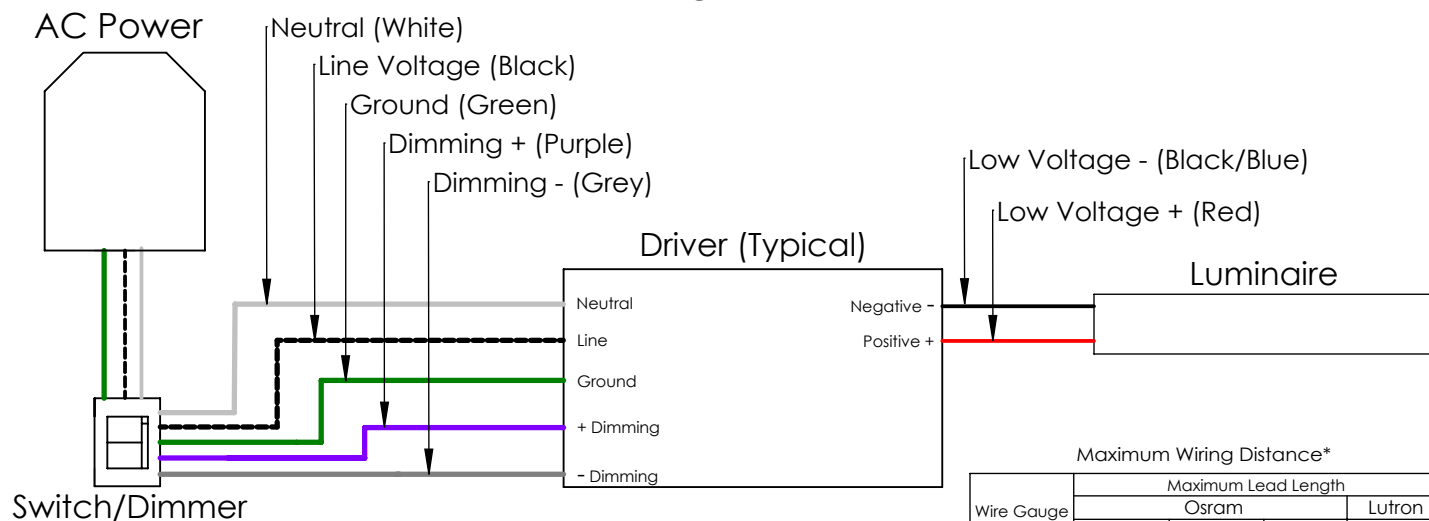 AC Power
Neutral (White)
Line Voltage (Black)
Ground (Green)
Dimming + (Purple)
Dimming - (Grey)
Low Voltage - (Black/Blue)
Low Voltage + (Red)
Driver (Typical)
Luminaire
Neutral
Negative -
Line
Positive +
Ground
+ Dimming
- Dimming
Switch/Dimmer
Maximum Wiring Distance*
Maximum Lead Length
Wire Gauge
Osram
Lutron